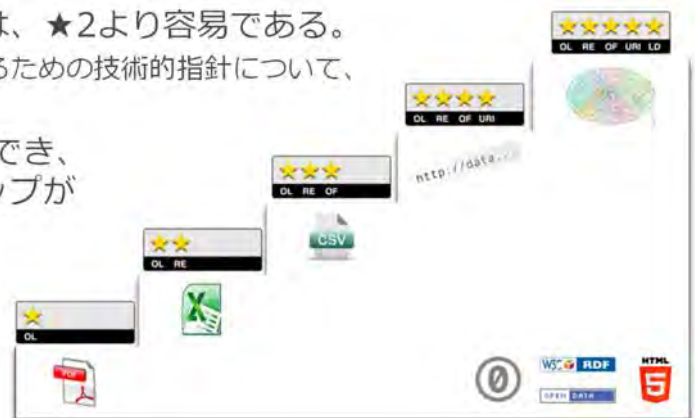 は、★2より容易である。
るための技術的指針について、
でき、
ップが
OL RE OF URI LD
OL RE OF URI
http://data...
OL RE OF
CSV
OL RE
X
OL
PDF
0
W3C RDF
OPEN DATA
HTML
5